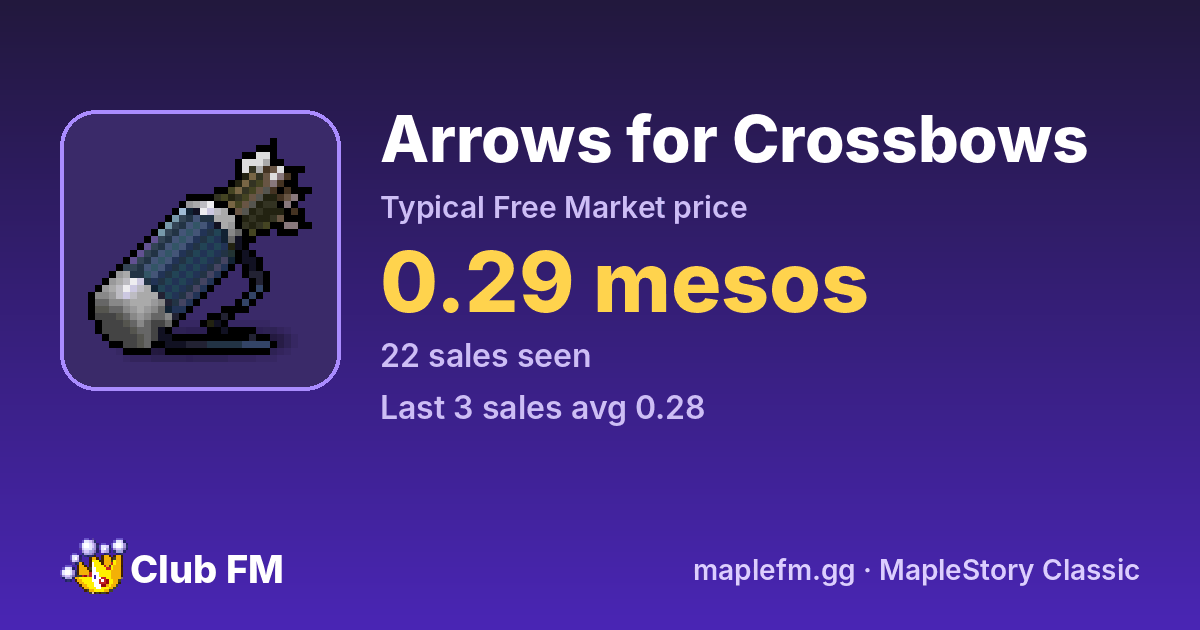 Arrows for Crossbows
Typical Free Market price
0.29 mesos
22 sales seen
Last 3 sales avg 0.28
Club FM
maplefm.gg · MapleStory Classic